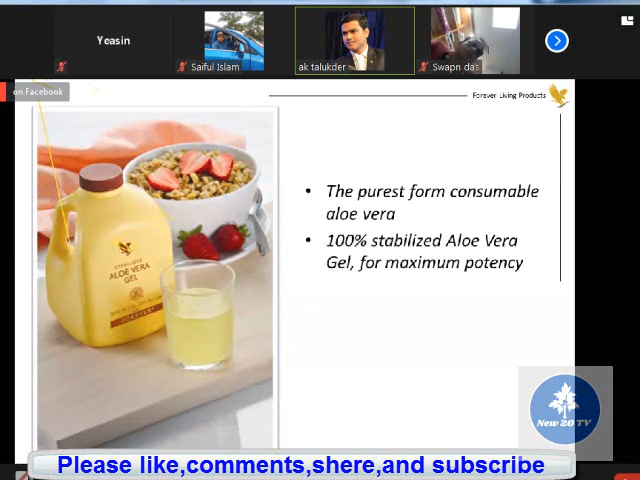 Yeasin
Saiful Islam
ak talukder
Swapn das
on Facebook
Forever Living Products
• The purest form consumable
aloe vera
• 100% stabilized Aloe Vera
Gel, for maximum potency
STABILIZED
ALOE VERA
GEL
FOREVER
New 20 TV
Please like,comments,shere,and subscribe